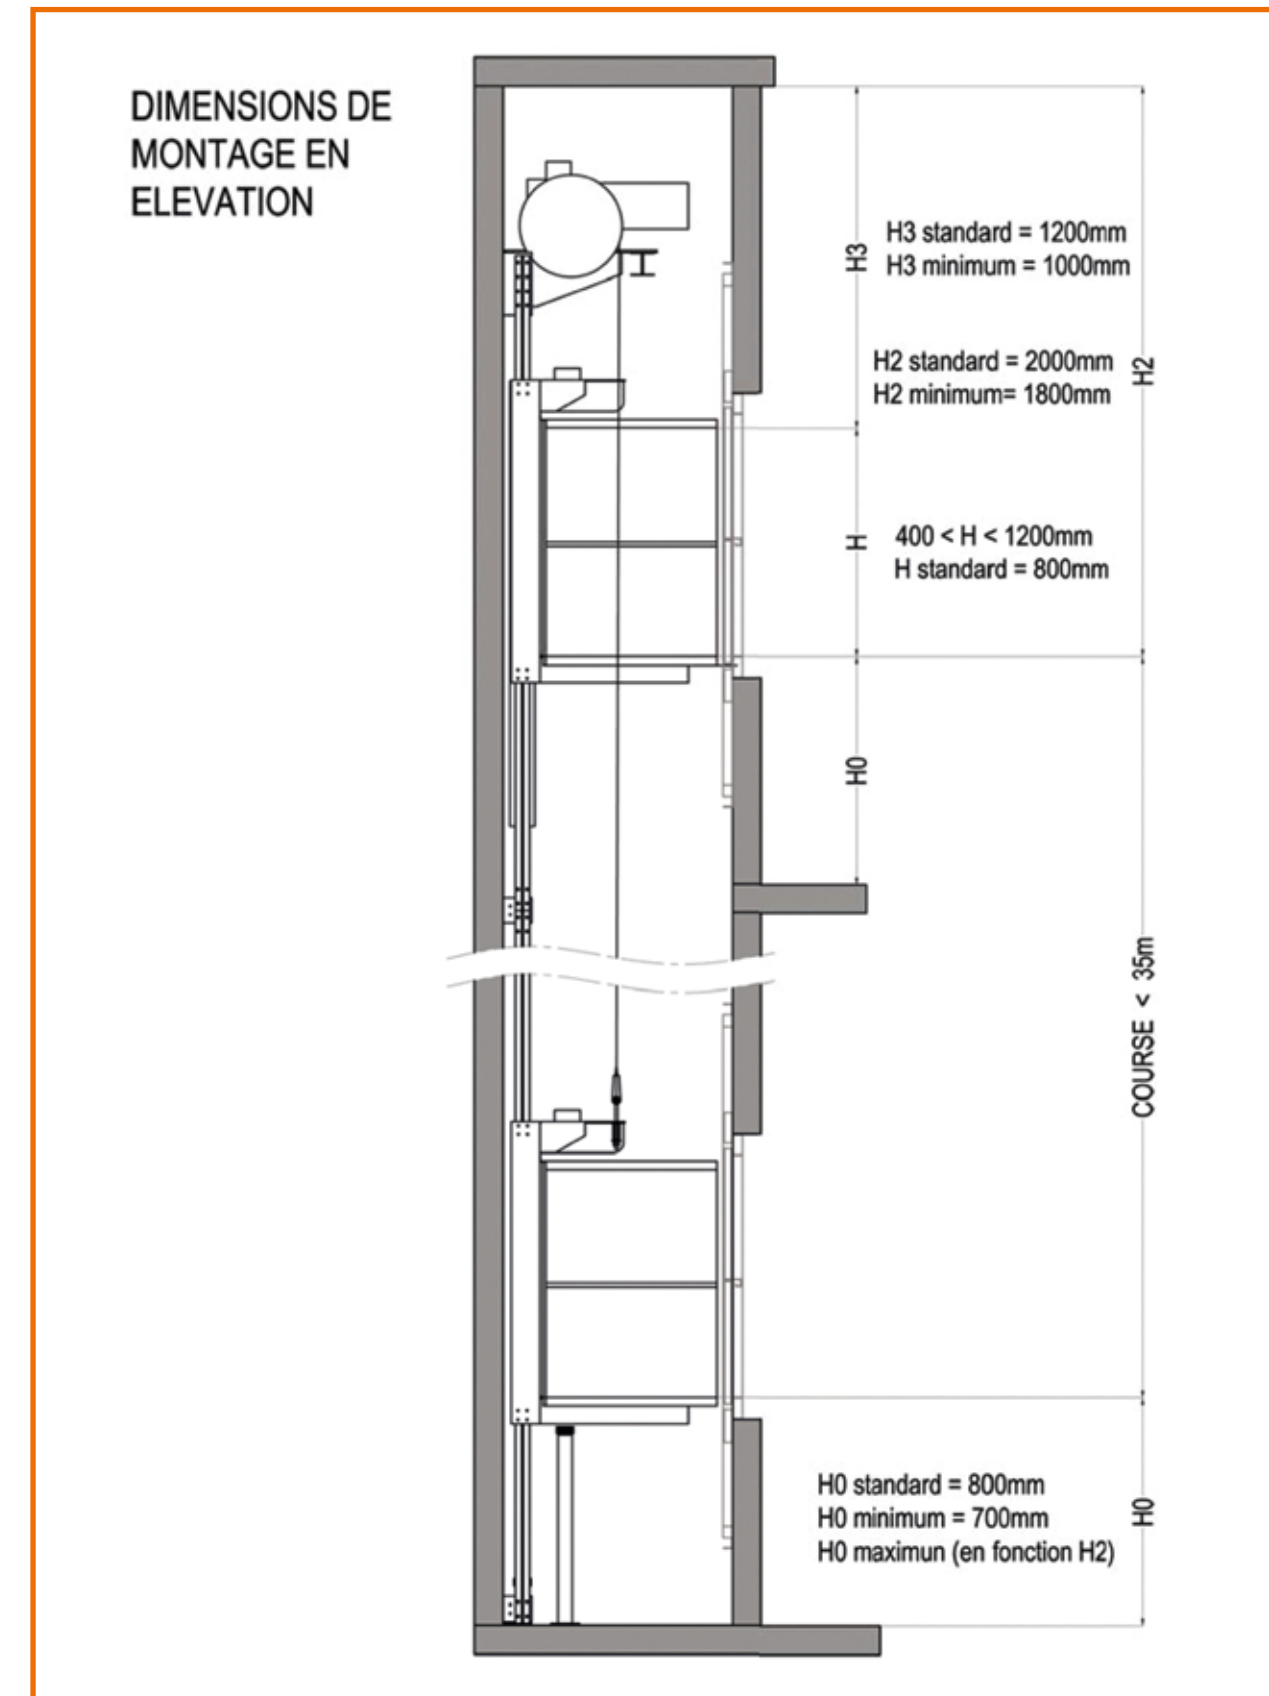 DIMENSIONS DE
MONTAGE EN
ELEVATION
H3
H3 standard = 1200mm
H3 minimum = 1000mm
H2 standard = 2000mm
H2 minimum= 1800mm
H2
H
400 < H < 1200mm
H standard = 800mm
H0
COURSE < 35m
H0 standard = 800mm
H0 minimum = 700mm
H0 maximun (en fonction H2)
H0